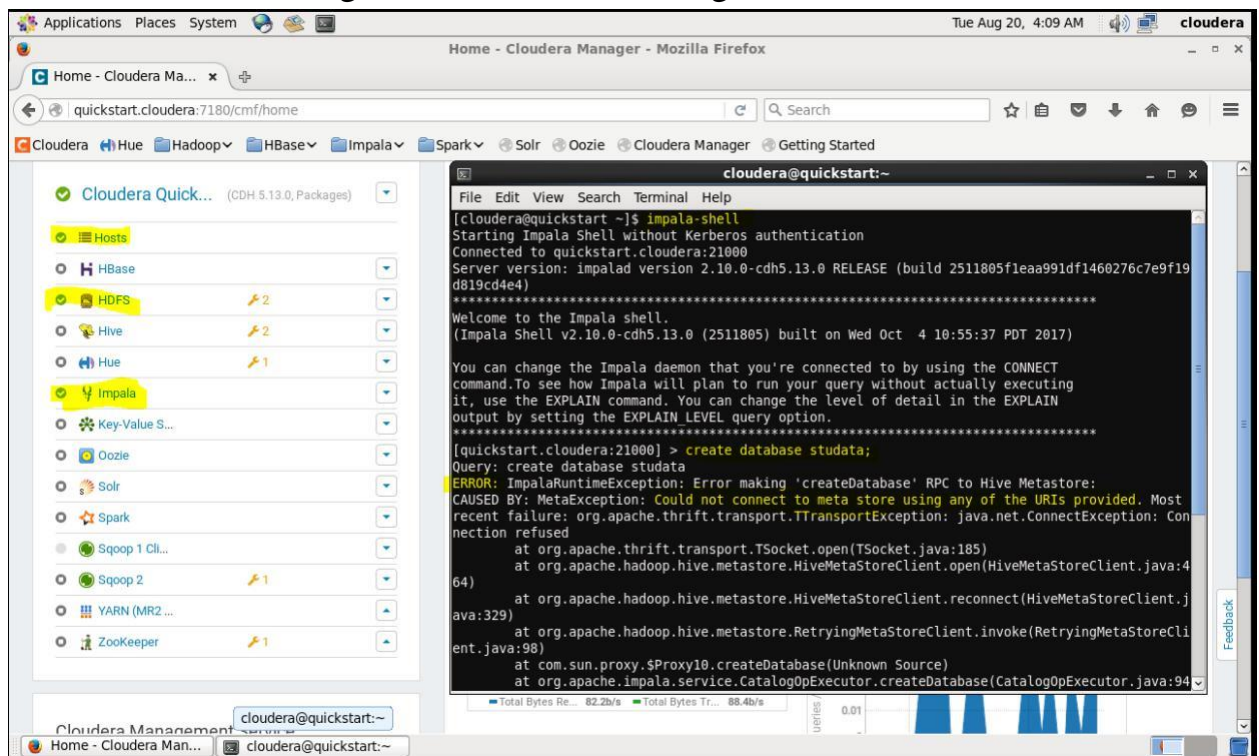 Applications Places System
Tue Aug 20, 4:09 AM
cloudera
Home - Cloudera Manager - Mozilla Firefox
Home - Cloudera Ma...
quickstart.cloudera:7180/cmf/home
Search
Cloudera Hue Hadoop HBase Impala Spark Solr Oozie Cloudera Manager Getting Started
Cloudera Quick... (CDH 5.13.0, Packages)
Hosts
HBase
HDFS 2
Hive 2
Hue 1
Impala
Key-Value S...
Oozie
Solr
Spark
Sqoop 1 Cli...
Sqoop 2 1
YARN (MR2 ...
ZooKeeper 1
Cloudera Management Service
cloudera@quickstart:~
cloudera@quickstart:~
File Edit View Search Terminal Help
[cloudera@quickstart ~]$ impala-shell
Starting Impala Shell without Kerberos authentication
Connected to quickstart.cloudera:21000
Server version: impalad version 2.10.0-cdh5.13.0 RELEASE (build 2511805f1eaa991df1460276c7e9f19
d819cd4e4)
***********************************************************************************
Welcome to the Impala shell.
(Impala Shell v2.10.0-cdh5.13.0 (2511805) built on Wed Oct  4 10:55:37 PDT 2017)
You can change the Impala daemon that you're connected to by using the CONNECT
command.To see how Impala will plan to run your query without actually executing
it, use the EXPLAIN command. You can change the level of detail in the EXPLAIN
output by setting the EXPLAIN_LEVEL query option.
***********************************************************************************
[quickstart.cloudera:21000] > create database studata;
Query: create database studata
ERROR: ImpalaRuntimeException: Error making 'createDatabase' RPC to Hive Metastore:
CAUSED BY: MetaException: Could not connect to meta store using any of the URIs provided. Most
recent failure: org.apache.thrift.transport.TTransportException: java.net.ConnectException: Con
nection refused
at org.apache.thrift.transport.TSocket.open(TSocket.java:185)
at org.apache.hadoop.hive.metastore.HiveMetaStoreClient.open(HiveMetaStoreClient.java:4
64)
at org.apache.hadoop.hive.metastore.HiveMetaStoreClient.reconnect(HiveMetaStoreClient.j
ava:329)
at org.apache.hadoop.hive.metastore.RetryingMetaStoreClient.invoke(RetryingMetaStoreCli
ent.java:98)
at com.sun.proxy.$Proxy10.createDatabase(Unknown Source)
at org.apache.impala.service.CatalogOpExecutor.createDatabase(CatalogOpExecutor.java:94
Total Bytes Re... 82.2b/s Total Bytes Tr... 88.4b/s
0.01
Feedback
Home - Cloudera Man...
cloudera@quickstart:~